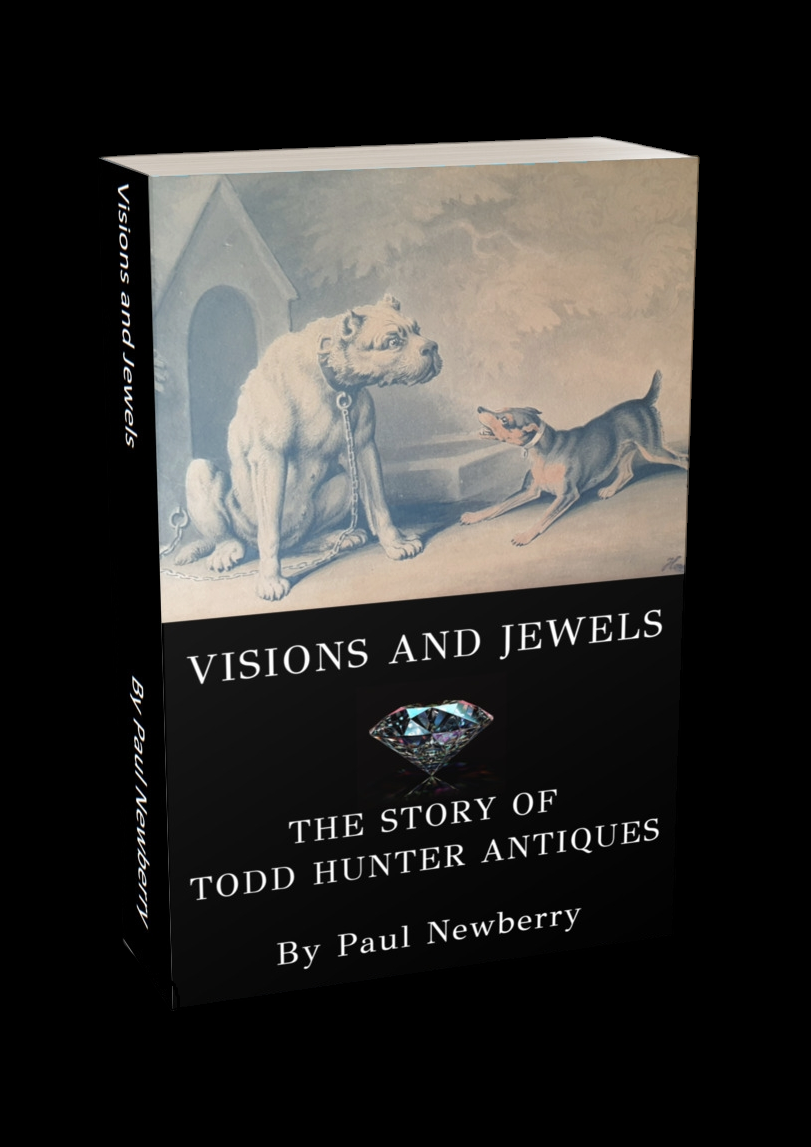 Visions and Jewels
By Paul Newberry
VISIONS AND JEWELS
THE STORY OF
TODD HUNTER ANTIQUES
By Paul Newberry